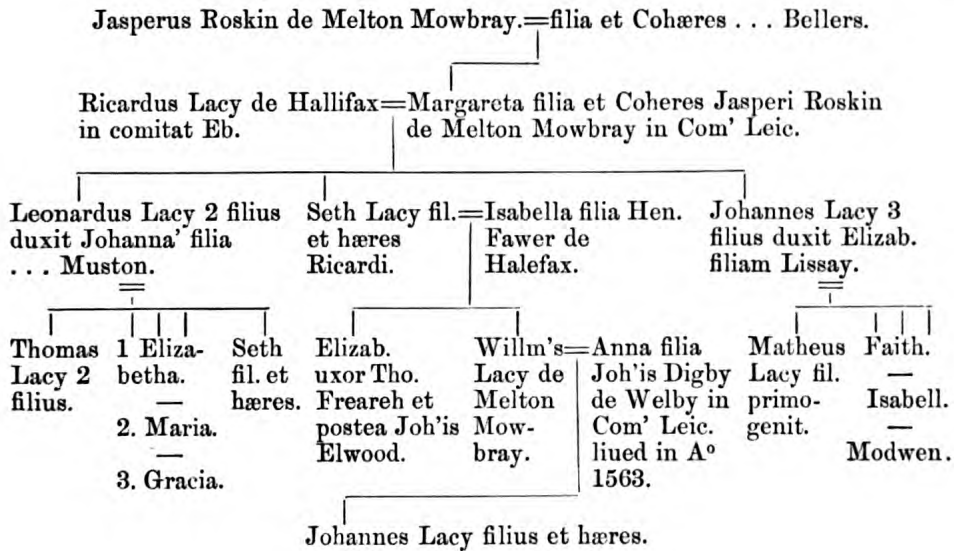 Jasperus Roskin de Melton Mowbray.=filia et Cohæres . . . Bellers.
Ricardus Lacy de Hallifax=Margareta filia et Coheres Jasperi Roskin
in comitat Eb.
de Melton Mowbray in Com' Leic.
Leonardus Lacy 2 filius
duxit Johanna' filia
. . . Muston.
Seth Lacy fil.=Isabella filia Hen.
et hæres
Ricardi.
Fawer de
Halefax.
Johannes Lacy 3
filius duxit Elizab.
filiam Lissay.
Thomas
Lacy 2
filius.
1 Eliza-
betha.
—
2. Maria.
—
3. Gracia.
Seth
fil. et
hæres.
Elizab.
uxor Tho.
Freareh et
postea Joh'is
Elwood.
Willm's=Anna filia
Lacy de
Melton
Mow-
bray.
Joh'is Digby
de Welby in
Com' Leic.
liued in Aº
1563.
Matheus
Lacy fil.
primo-
genit.
Faith.
—
Isabell.
—
Modwen.
Johannes Lacy filius et hæres.